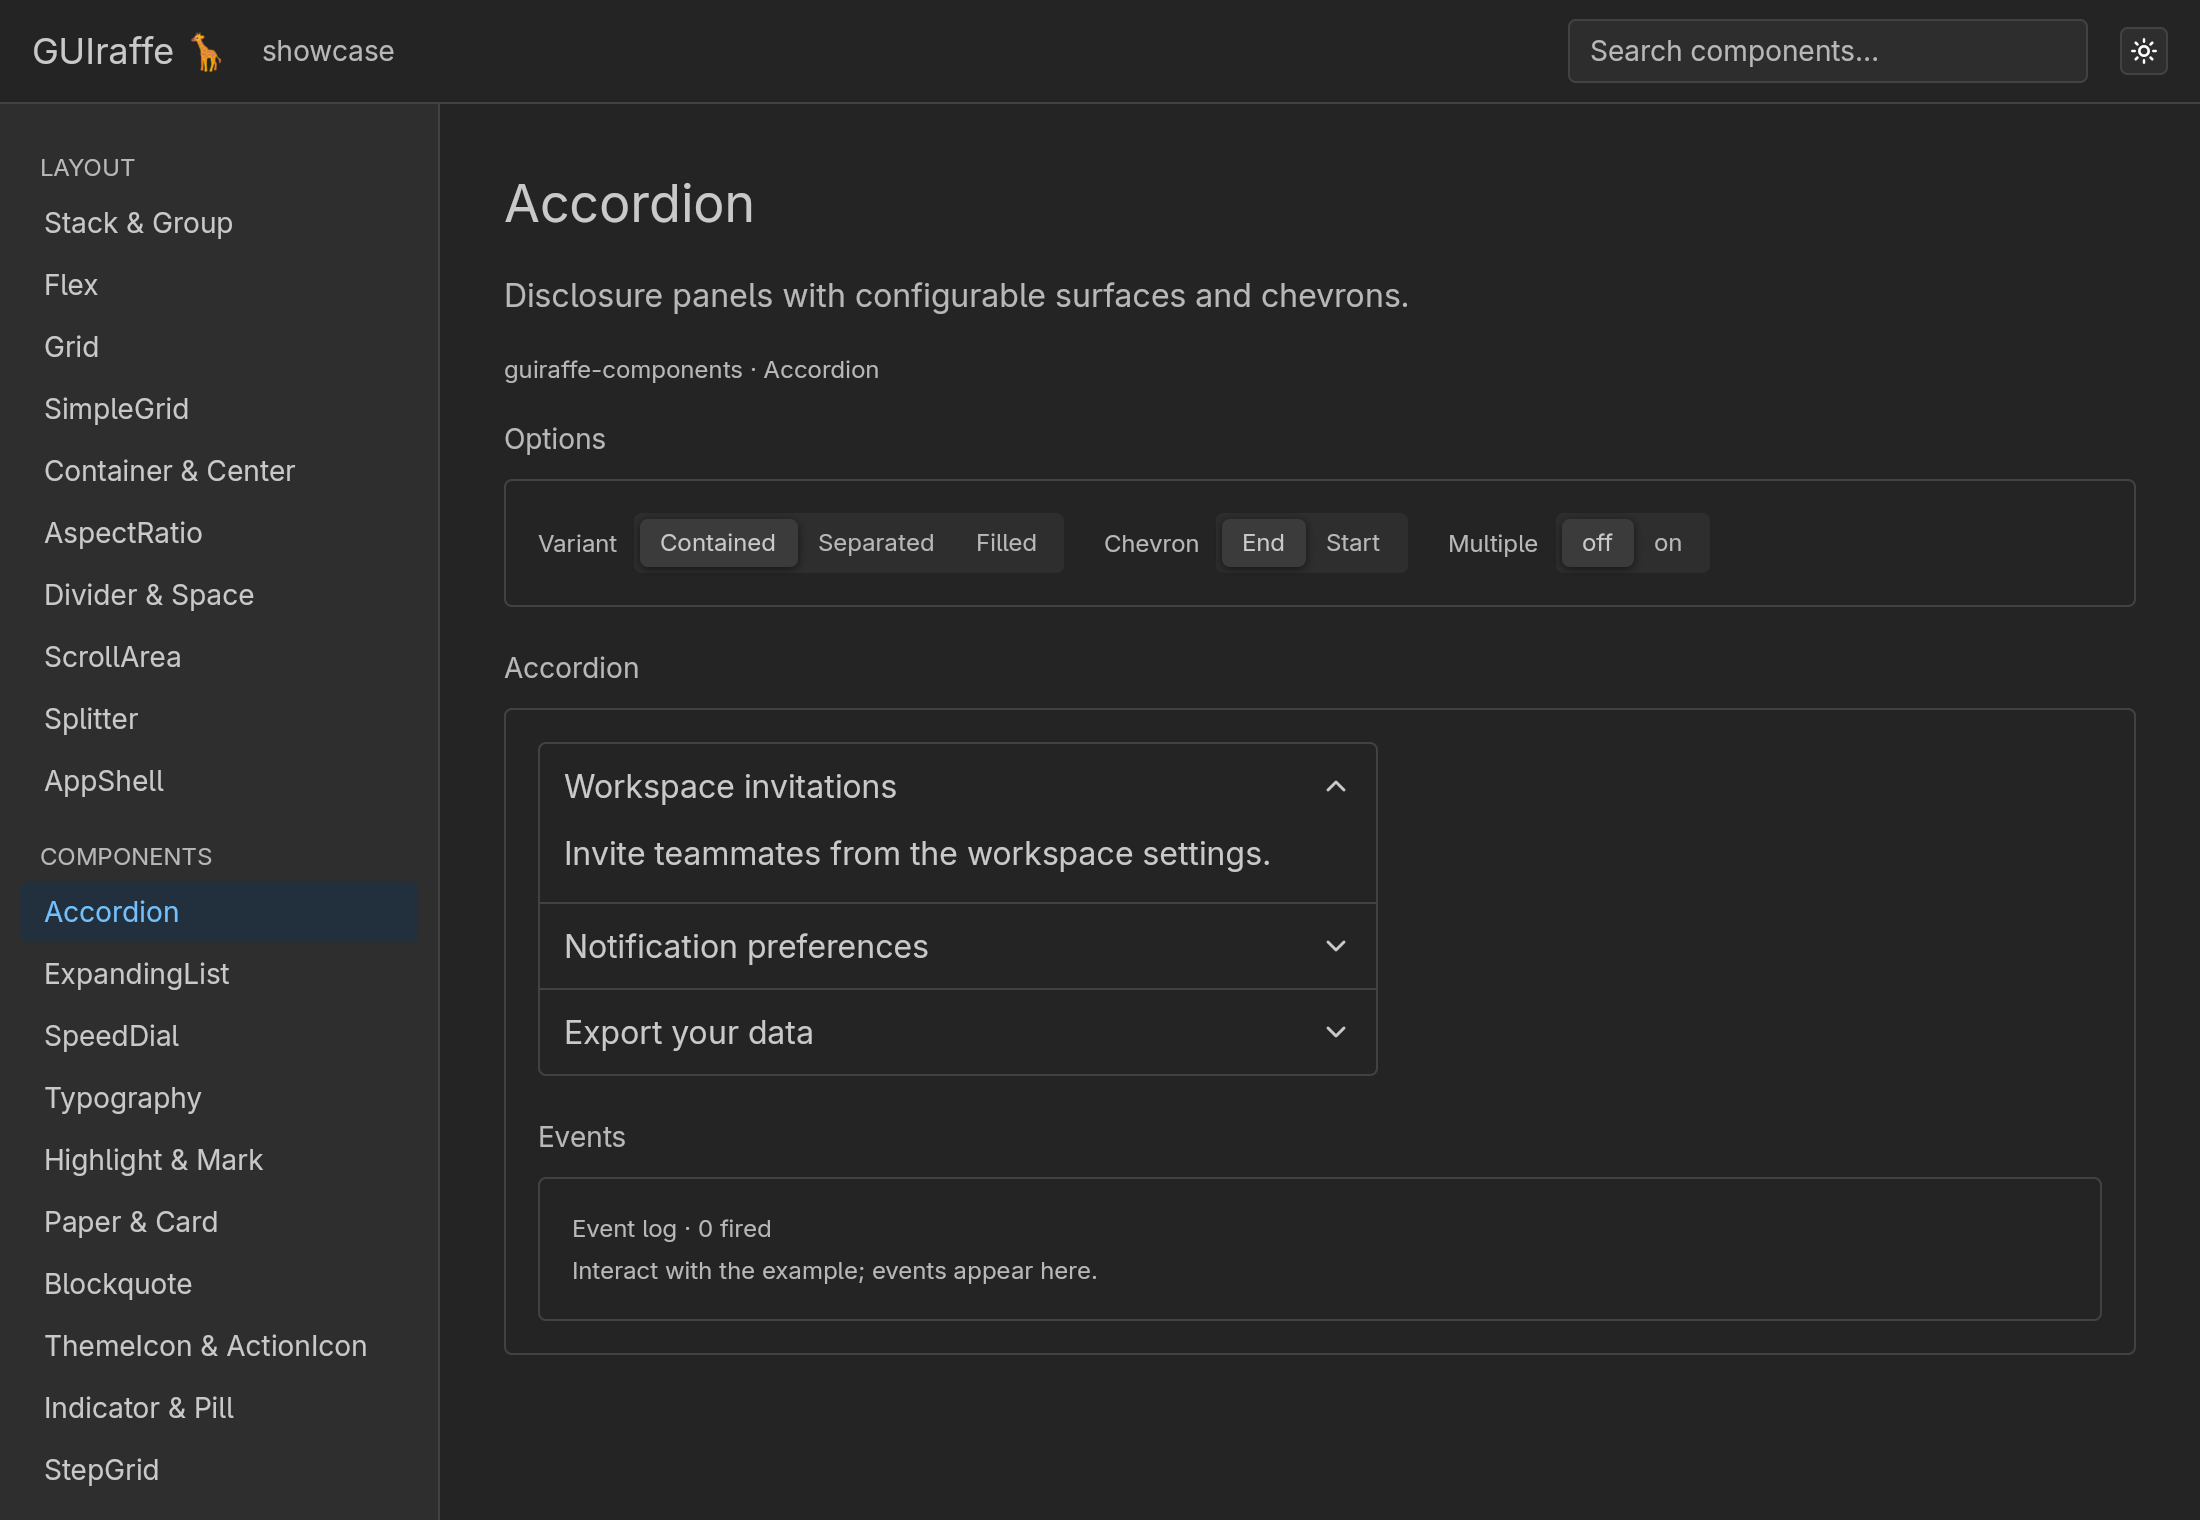 GUIraffe 🦒 showcase
Search components...
LAYOUT
Stack & Group
Flex
Grid
SimpleGrid
Container & Center
AspectRatio
Divider & Space
ScrollArea
Splitter
AppShell
COMPONENTS
Accordion
ExpandingList
SpeedDial
Typography
Highlight & Mark
Paper & Card
Blockquote
ThemeIcon & ActionIcon
Indicator & Pill
StepGrid
Accordion
Disclosure panels with configurable surfaces and chevrons.
guiraffe-components · Accordion
Options
Variant Contained Separated Filled Chevron End Start Multiple off on
Accordion
Workspace invitations
Invite teammates from the workspace settings.
Notification preferences
Export your data
Events
Event log · 0 fired
Interact with the example; events appear here.